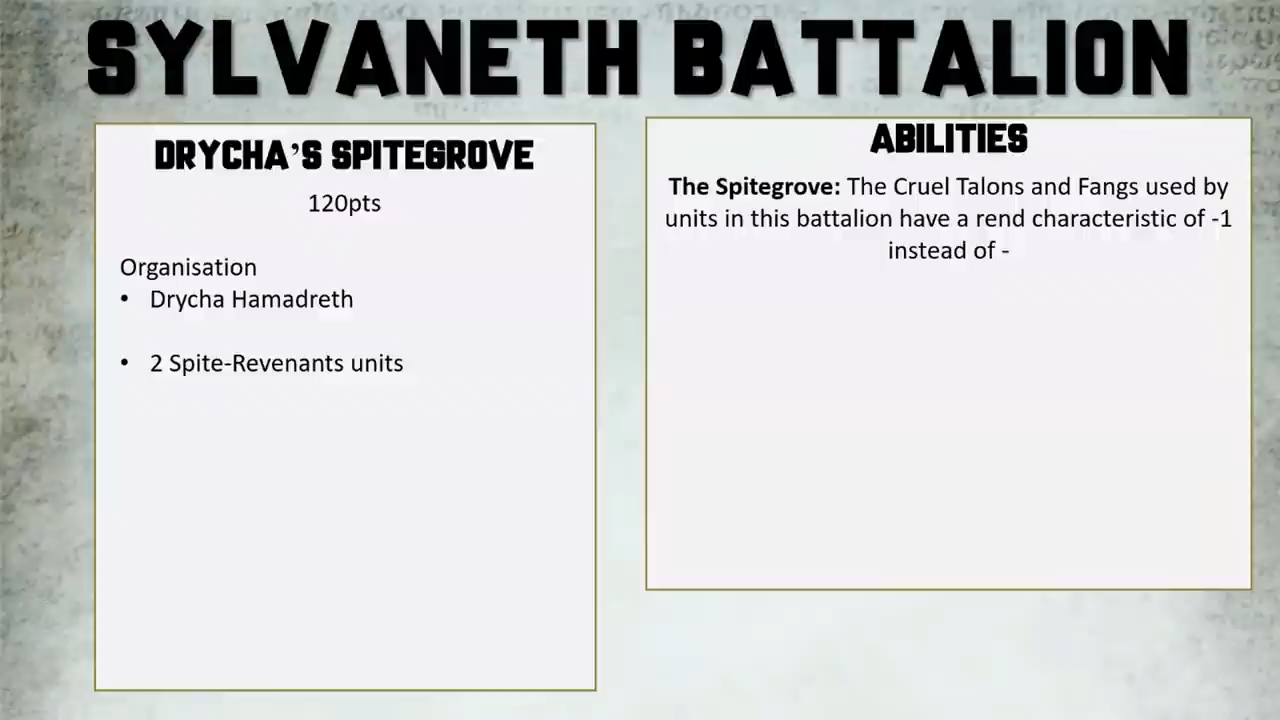 SYLVANETH BATTALION
DRYCHA'S SPITEGROVE
120pts
Organisation
• Drycha Hamadreth
• 2 Spite-Revenants units
ABILITIES
The Spitegrove: The Cruel Talons and Fangs used by
units in this battalion have a rend characteristic of -1
instead of -